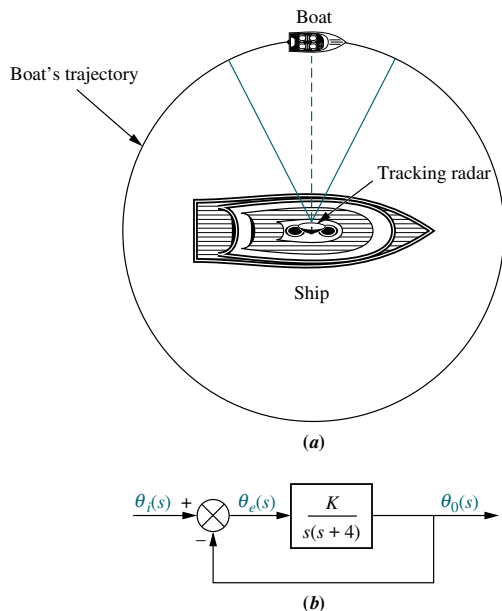 Boat
Boat's trajectory
Tracking radar
Ship
(a)
θi(s) + − θe(s) K / s(s + 4) θ0(s)
(b)